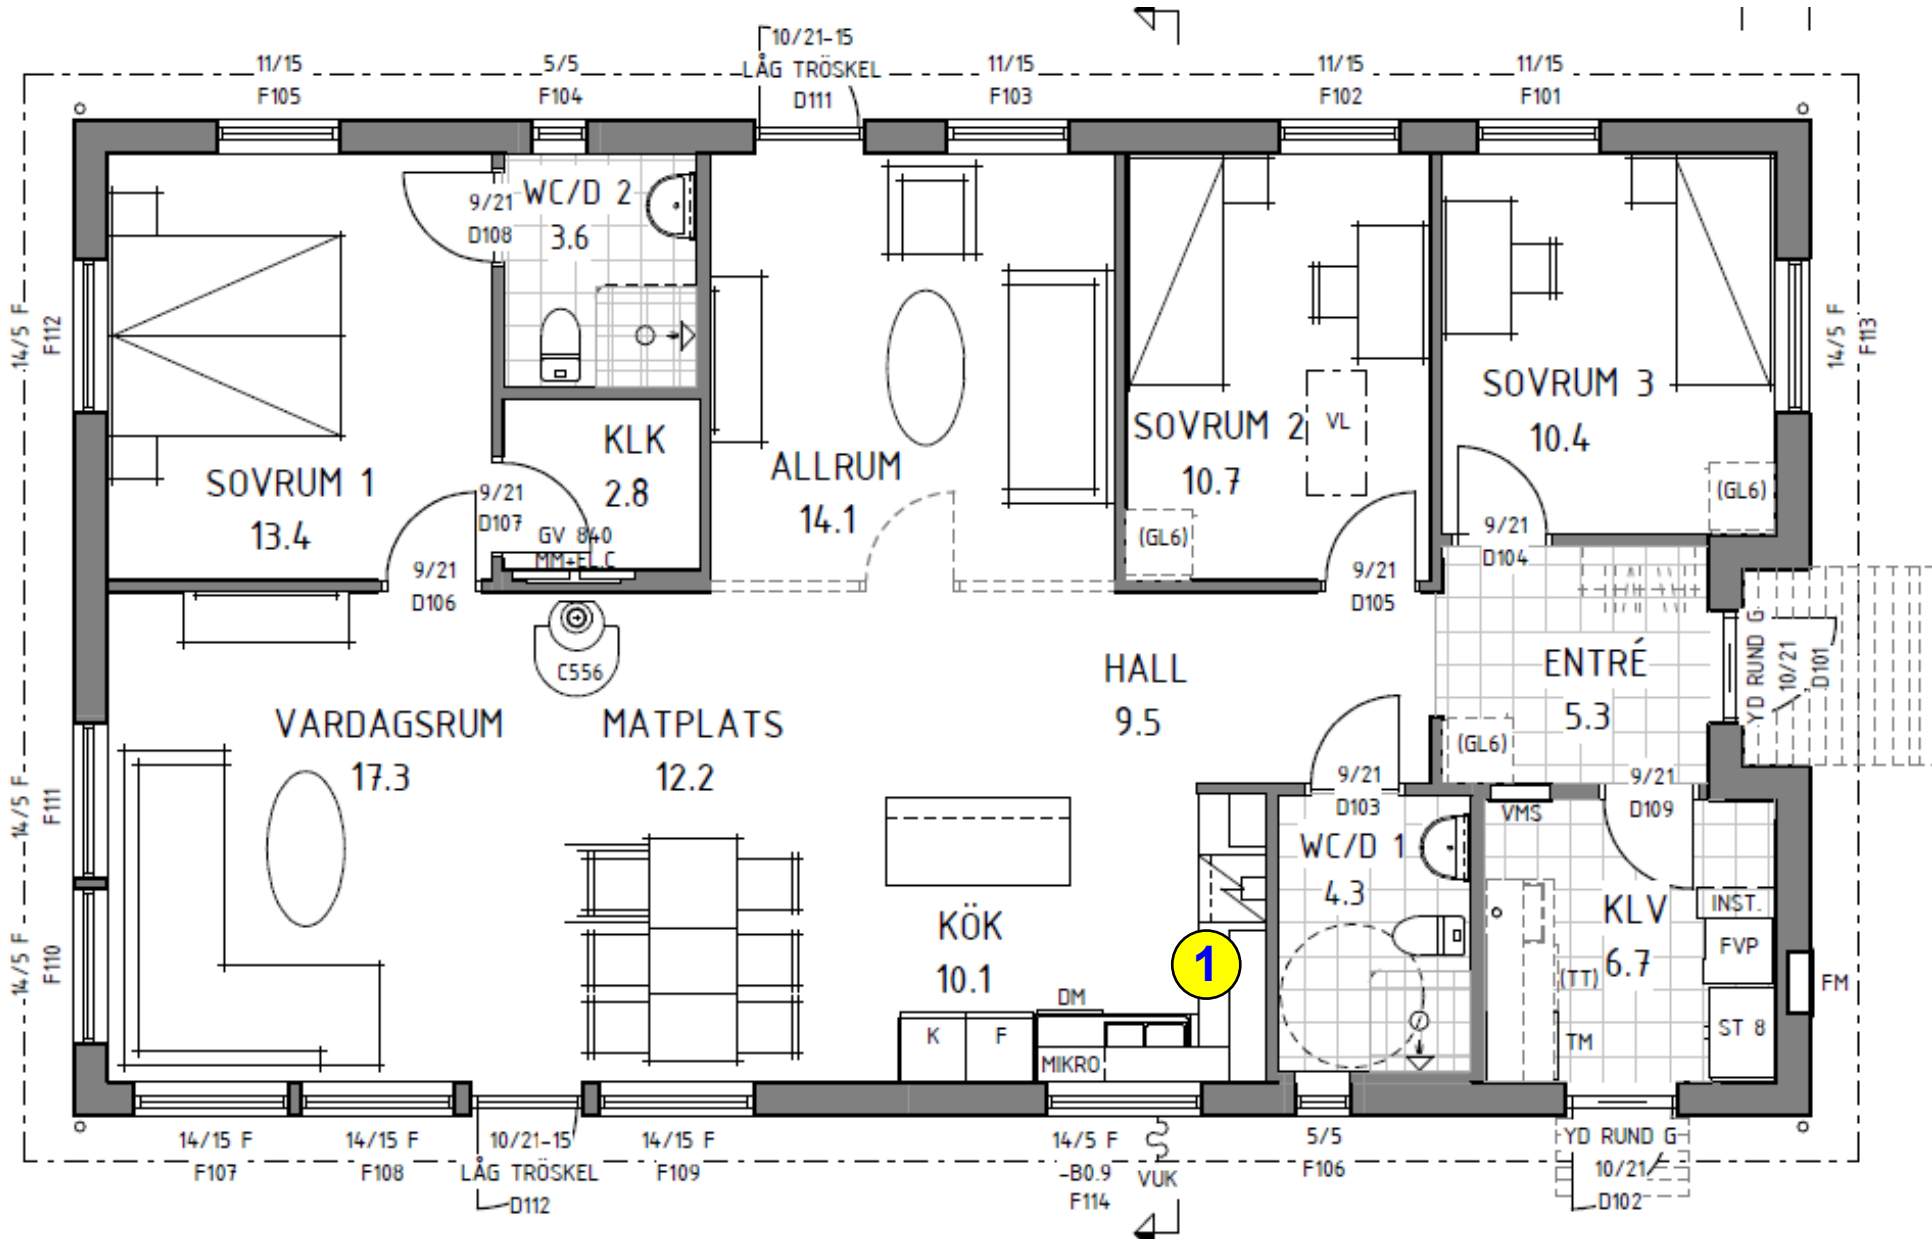 10/21-15
LÅG TRÖSKEL
D111
11/15
F105
5/5
F104
11/15
F103
11/15
F102
11/15
F101
WC/D 2
3.6
9/21
D108
14/5 F
F112
14/5 F
F113
SOVRUM 1
13.4
KLK
2.8
9/21
D107
GV 840
MM+EL.C
ALLRUM
14.1
SOVRUM 2
10.7
VL
(GL6)
SOVRUM 3
10.4
(GL6)
9/21
D104
9/21
D106
9/21
D105
C556
HALL
9.5
ENTRÉ
5.3
(GL6)
YD RUND G
10/21
D101
VARDAGSRUM
17.3
MATPLATS
12.2
14/5 F
F111
14/5 F
F110
9/21
D103
9/21
D109
VMS
WC/D 1
4.3
KLV
6.7
INST.
FVP
ST 8
(TT)
TM
FM
KÖK
10.1
1
DM
K
F
MIKRO
14/15 F
F107
14/15 F
F108
10/21-15
LÅG TRÖSKEL
D112
14/15 F
F109
14/5 F
-B0.9
F114
VUK
5/5
F106
YD RUND G
10/21
D102